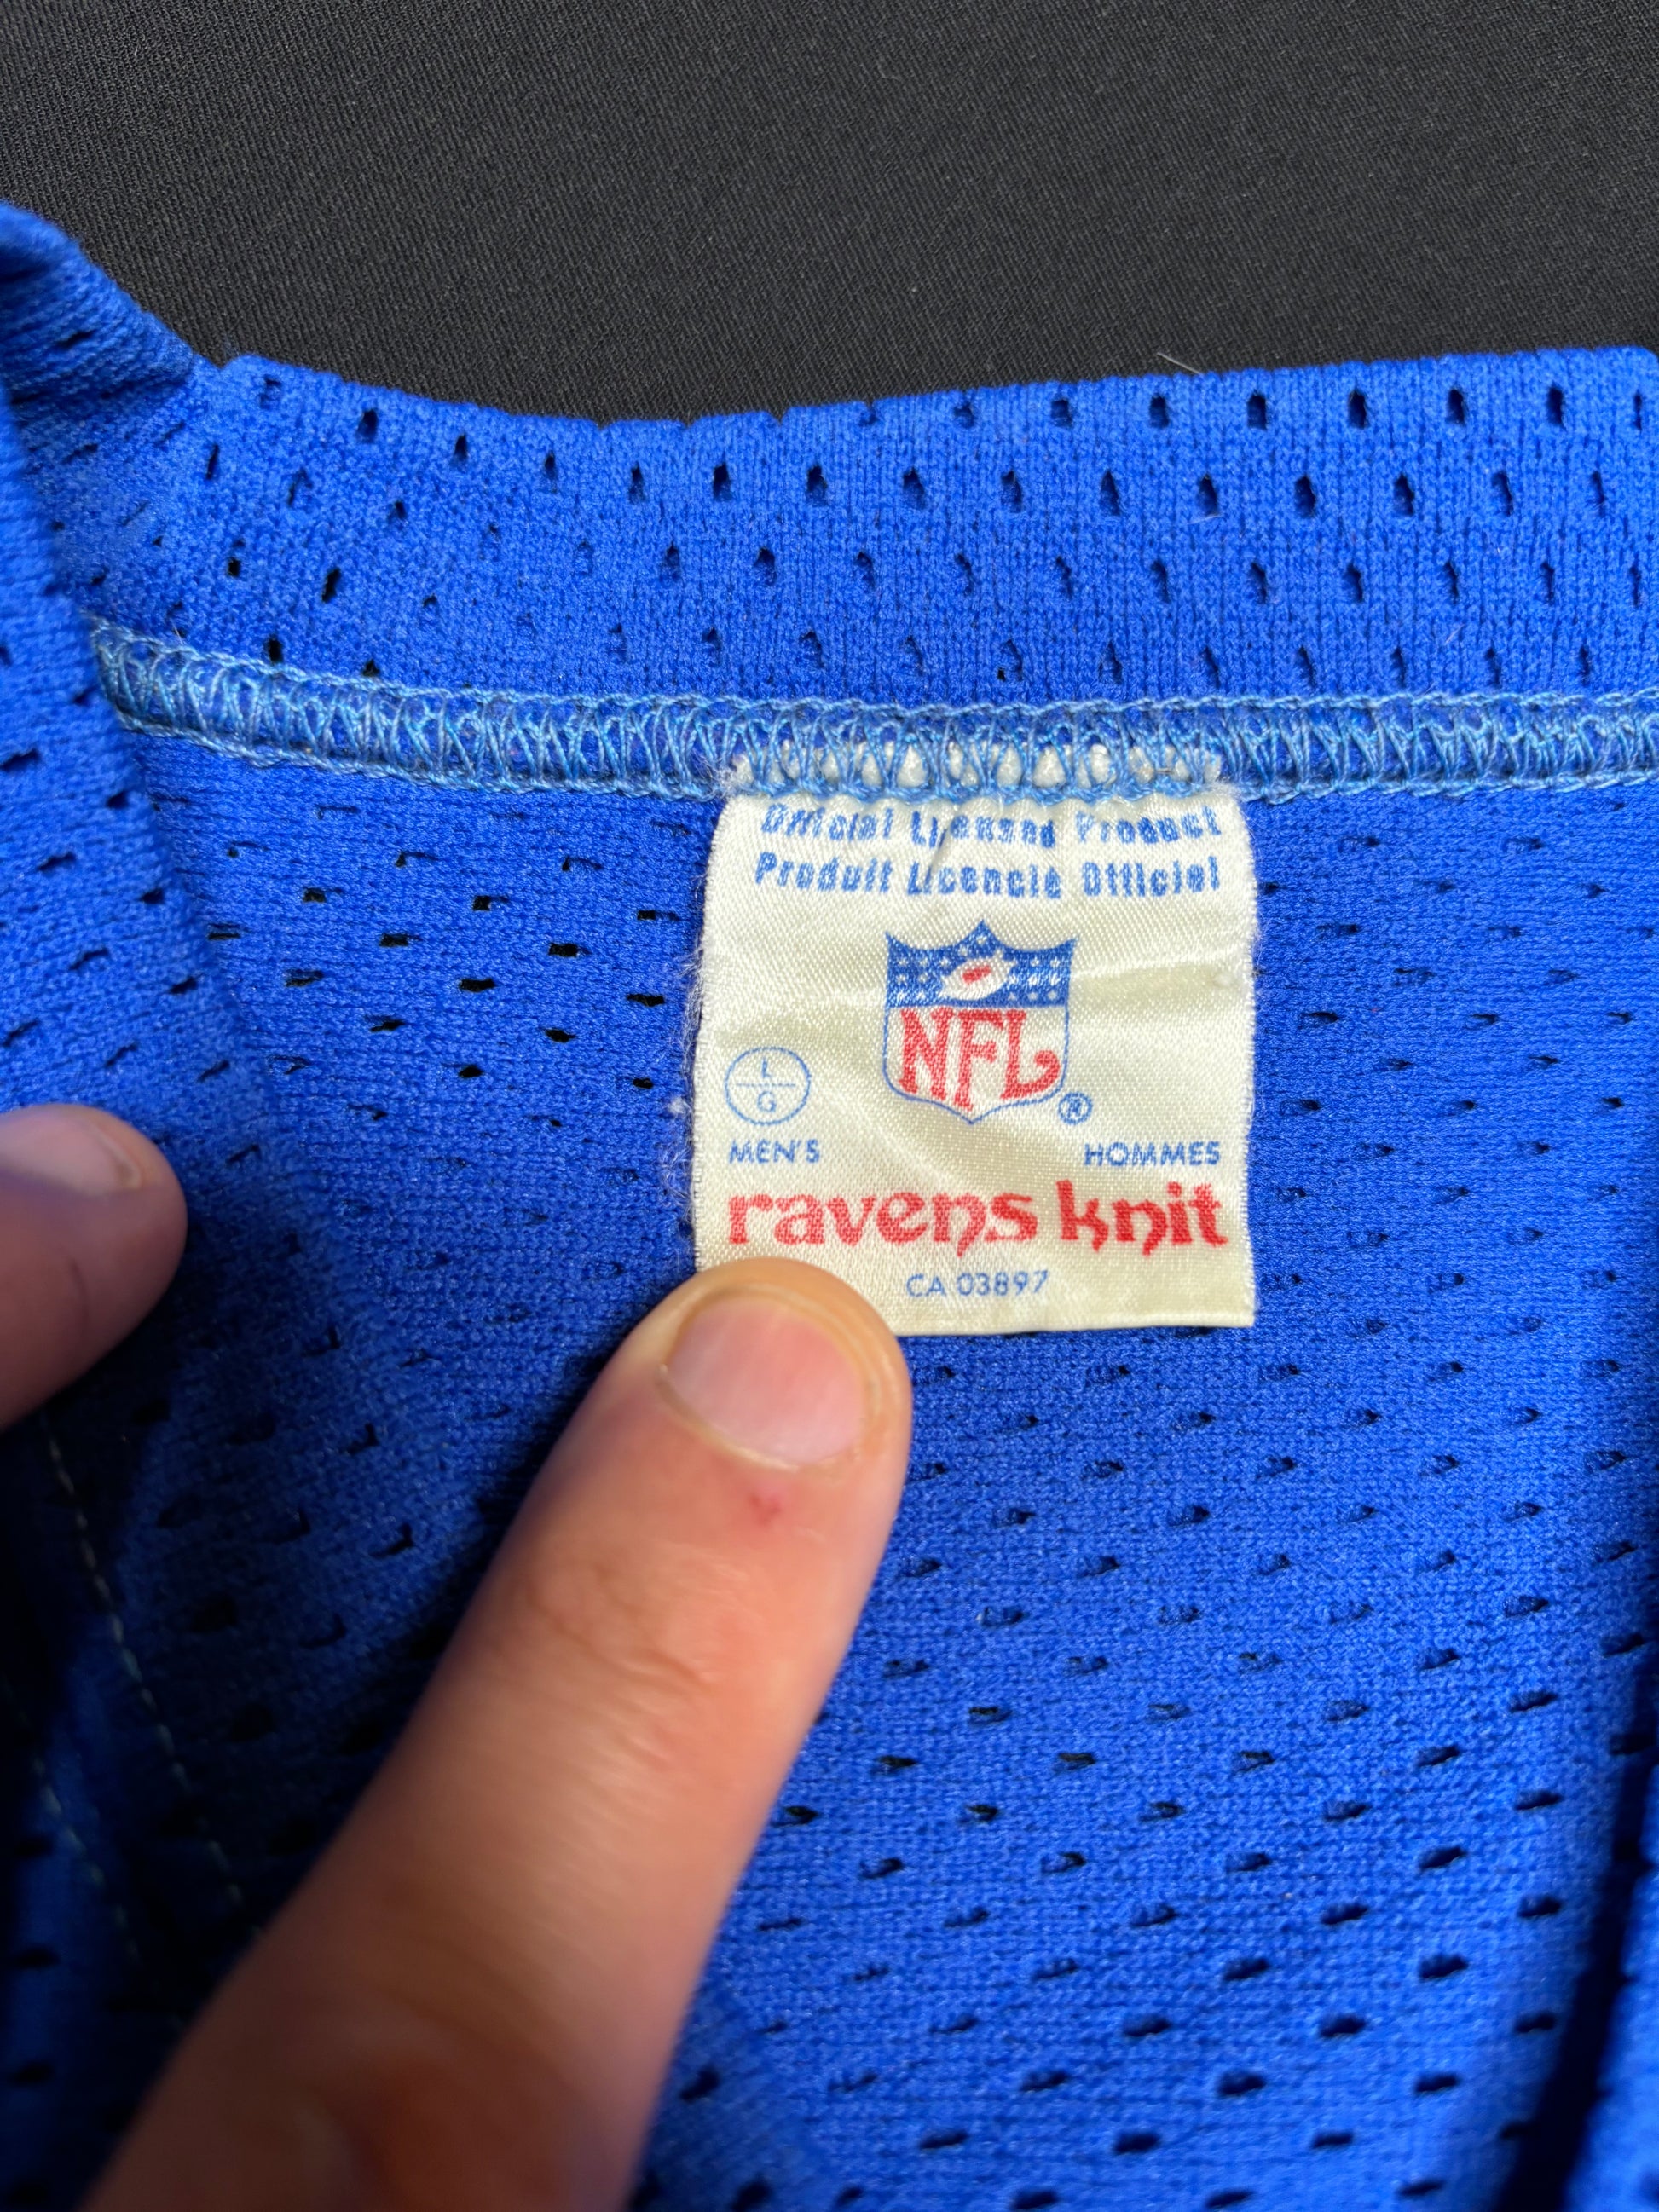 Official Licensed Product
Produit Licencié Officiel
NFL
®
L
G
MEN'S HOMMES
ravens knit
CA 03897